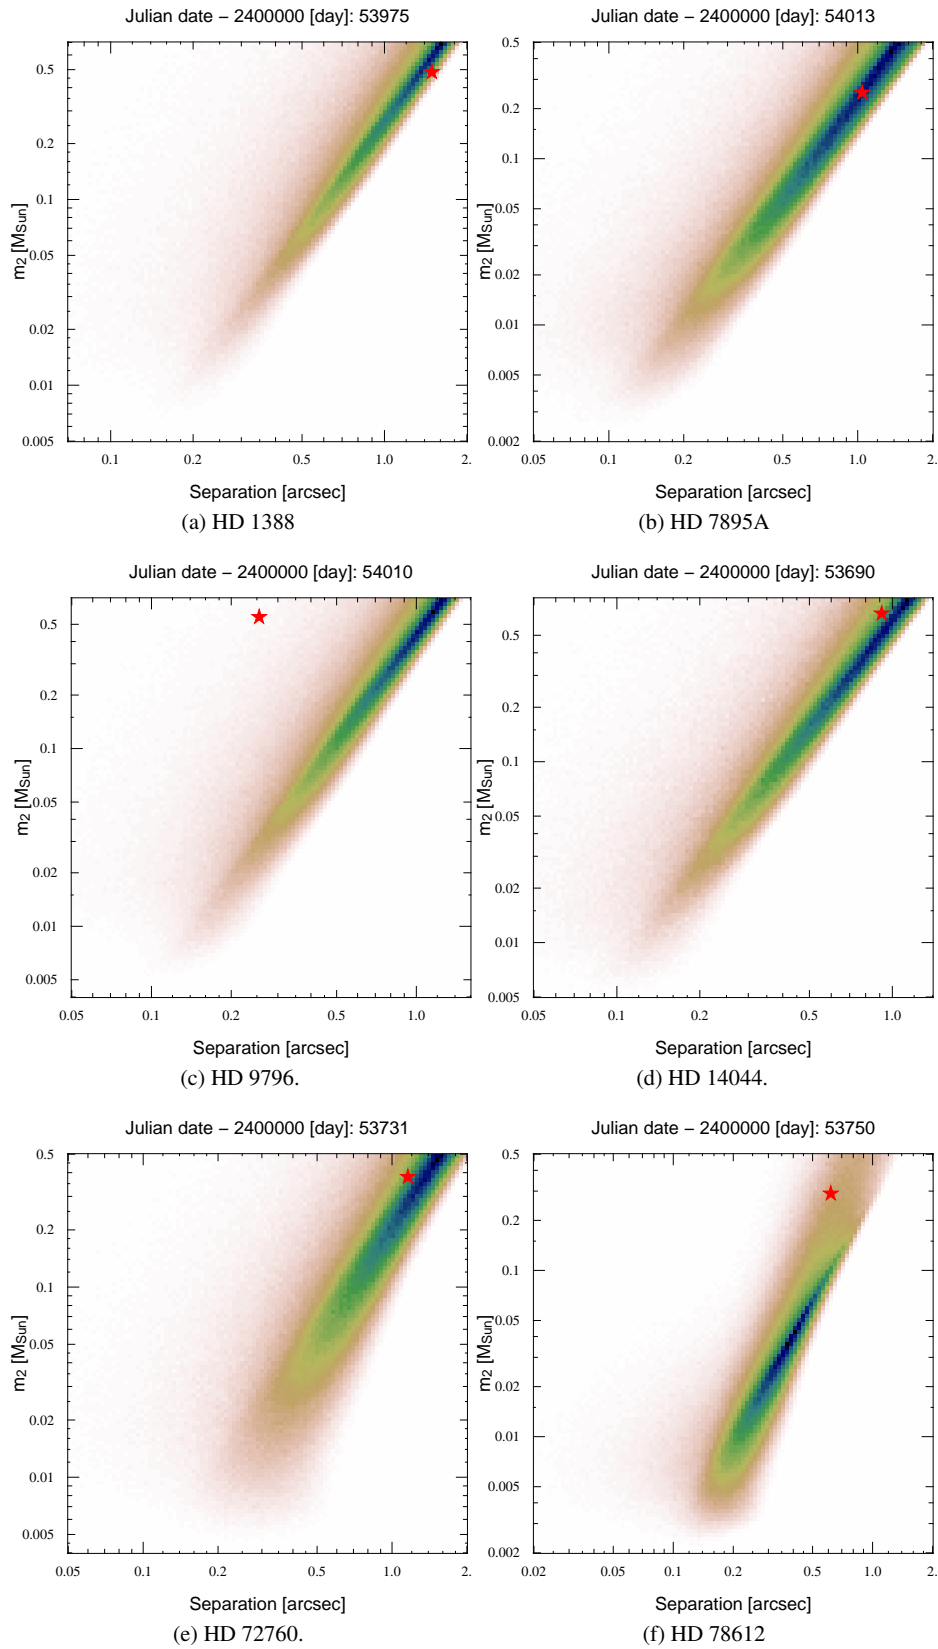 Julian date − 2400000 [day]: 53975
0.5
0.2
0.1
0.05
0.02
0.01
0.005
m2 [MSun]
0.1 0.2 0.5 1.0 2.
Separation [arcsec]
(a) HD 1388
Julian date − 2400000 [day]: 54013
0.5
0.2
0.1
0.05
0.02
0.01
0.005
0.002
m2 [MSun]
0.05 0.1 0.2 0.5 1.0 2.
Separation [arcsec]
(b) HD 7895A
Julian date − 2400000 [day]: 54010
0.5
0.2
0.1
0.05
0.02
0.01
0.005
m2 [MSun]
0.05 0.1 0.2 0.5 1.0
Separation [arcsec]
(c) HD 9796.
Julian date − 2400000 [day]: 53690
0.5
0.2
0.1
0.05
0.02
0.01
0.005
m2 [MSun]
0.05 0.1 0.2 0.5 1.0
Separation [arcsec]
(d) HD 14044.
Julian date − 2400000 [day]: 53731
0.5
0.2
0.1
0.05
0.02
0.01
0.005
m2 [MSun]
0.05 0.1 0.2 0.5 1.0 2.
Separation [arcsec]
(e) HD 72760.
Julian date − 2400000 [day]: 53750
0.5
0.2
0.1
0.05
0.02
0.01
0.005
0.002
m2 [MSun]
0.02 0.05 0.1 0.2 0.5 1.0 2.
Separation [arcsec]
(f) HD 78612